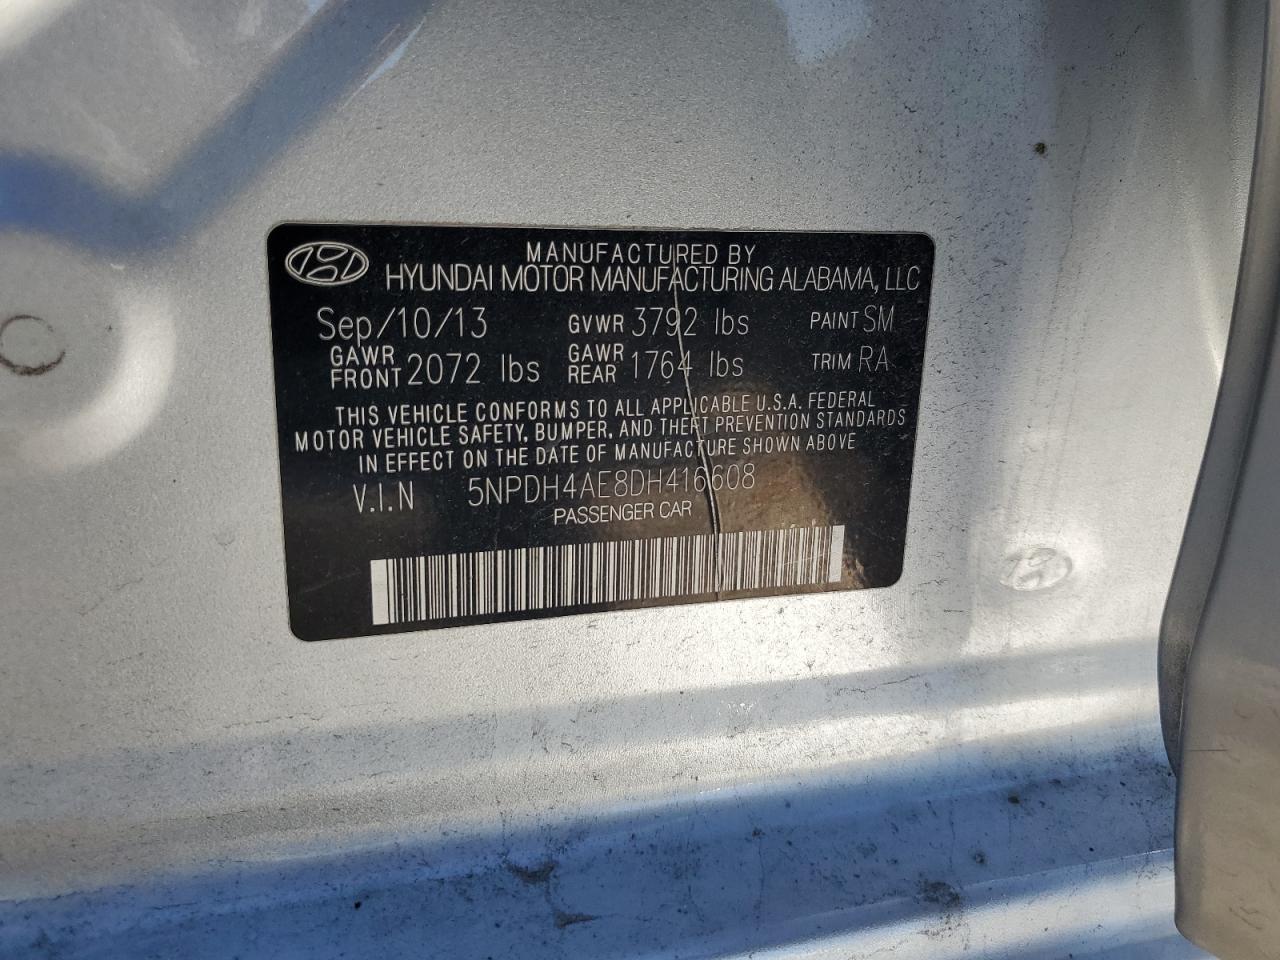 MANUFACTURED BY
HYUNDAI MOTOR MANUFACTURING ALABAMA, LLC
Sep/10/13 GVWR 3792 lbs PAINT SM
GAWR FRONT 2072 lbs GAWR REAR 1764 lbs TRIM RA
THIS VEHICLE CONFORMS TO ALL APPLICABLE U.S.A. FEDERAL
MOTOR VEHICLE SAFETY, BUMPER, AND THEFT PREVENTION STANDARDS
IN EFFECT ON THE DATE OF MANUFACTURE SHOWN ABOVE
V.I.N 5NPDH4AE8DH416608
PASSENGER CAR